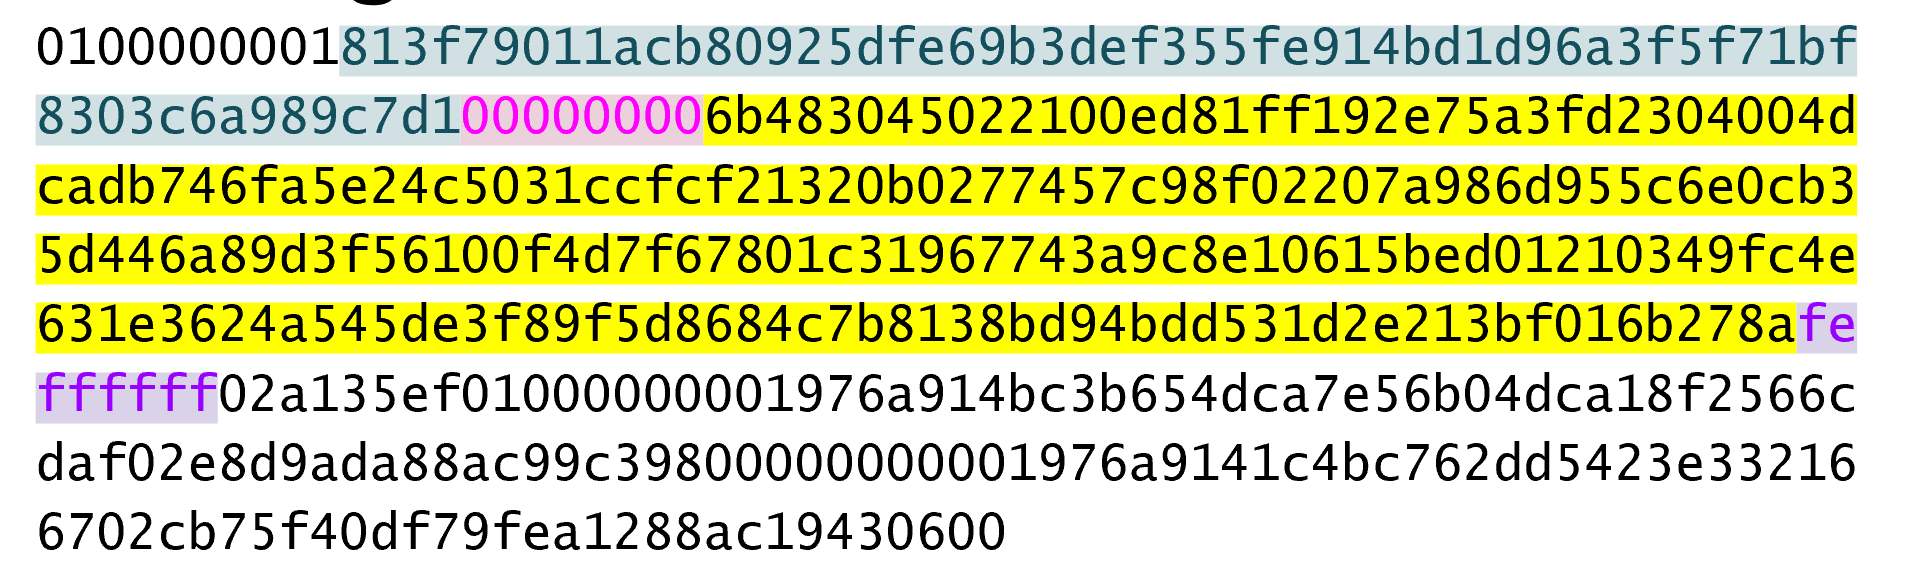 0100000001813f79011acb80925dfe69b3def355fe914bd1d96a3f5f71bf
8303c6a989c7d1000000006b483045022100ed81ff192e75a3fd2304004d
cadb746fa5e24c5031ccfcf21320b0277457c98f02207a986d955c6e0cb3
5d446a89d3f56100f4d7f67801c31967743a9c8e10615bed01210349fc4e
631e3624a545de3f89f5d8684c7b8138bd94bdd531d2e213bf016b278afe
ffffff02a135ef01000000001976a914bc3b654dca7e56b04dca18f2566c
daf02e8d9ada88ac99c39800000000001976a9141c4bc762dd5423e33216
6702cb75f40df79fea1288ac19430600